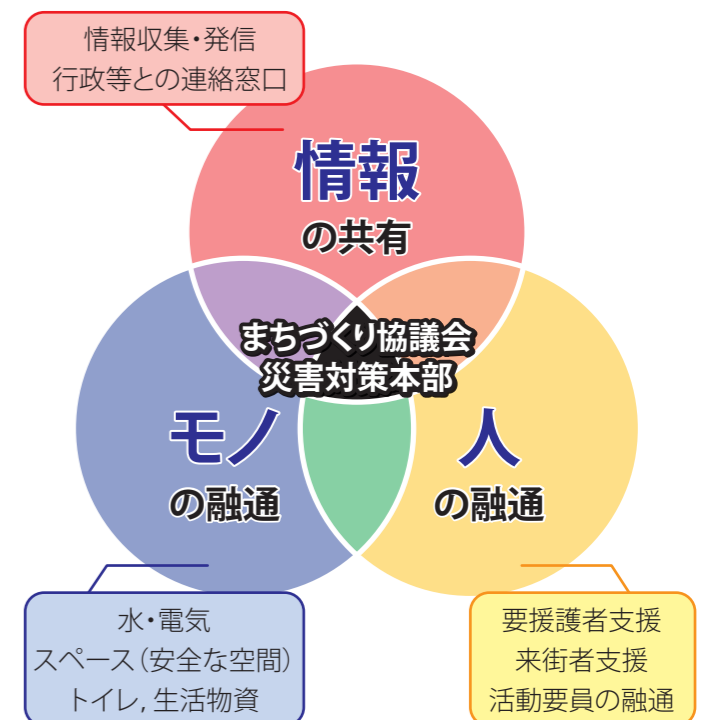 情報収集・発信
行政等との連絡窓口
情報
の共有
まちづくり協議会
災害対策本部
モノ
の融通
人
の融通
水・電気
スペース(安全な空間)
トイレ,生活物資
要援護者支援
来街者支援
活動要員の融通